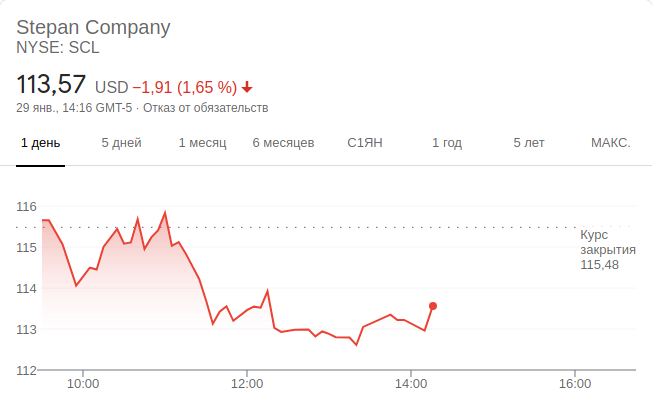 Stepan Company
NYSE: SCL
113,57 USD −1,91 (1,65 %)
29 янв., 14:16 GMT-5 · Отказ от обязательств
1 день 5 дней 1 месяц 6 месяцев С1ЯН 1 год 5 лет МАКС.
116
115
114
113
112
Курс
закрытия
115,48
10:00 12:00 14:00 16:00